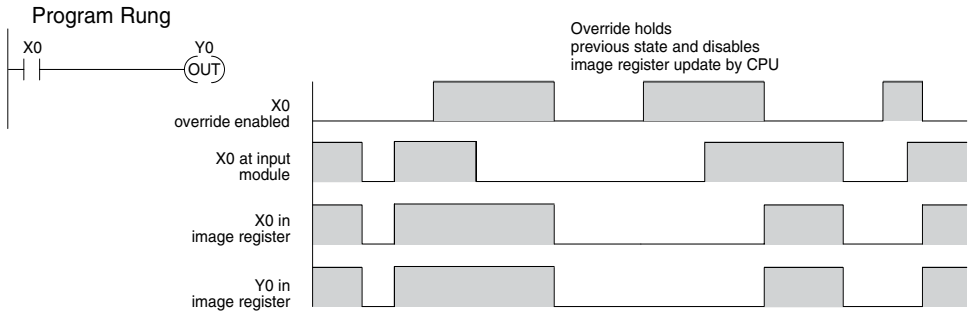 Program Rung
X0
Y0
OUT
Override holds
previous state and disables
image register update by CPU
X0
override enabled
X0 at input
module
X0 in
image register
Y0 in
image register